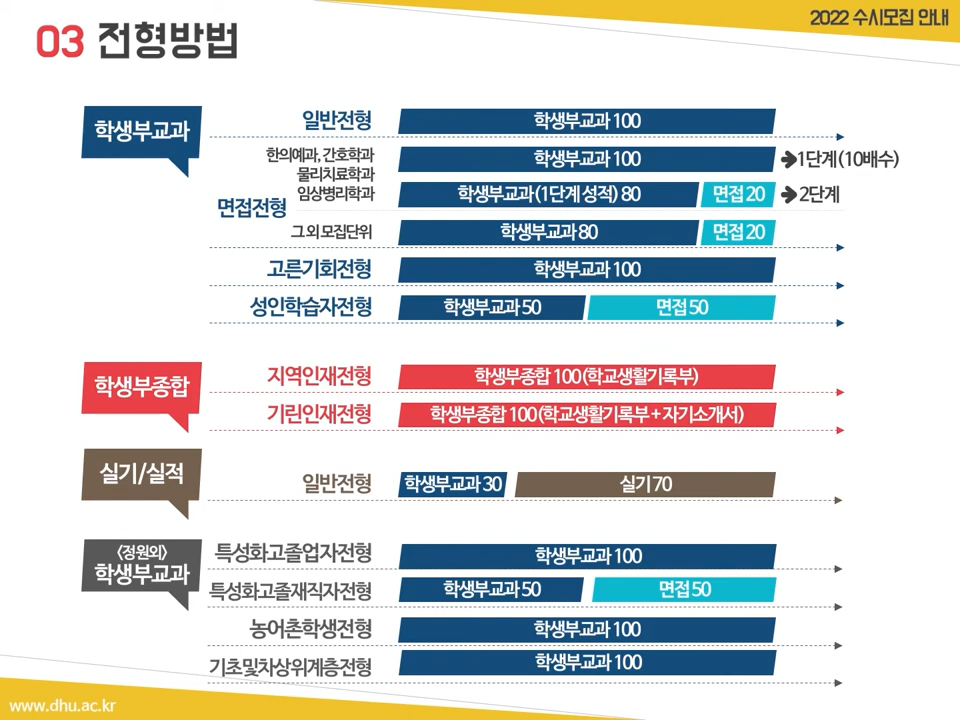 2022 수시모집 안내
03 전형방법
학생부교과
일반전형
학생부교과 100
한의예과, 간호학과
물리치료학과
임상병리학과
학생부교과 100
➔1단계(10배수)
학생부교과(1단계 성적) 80
면접 20
➔2단계
면접전형
그 외 모집단위
학생부교과 80
면접 20
고른기회전형
학생부교과 100
성인학습자전형
학생부교과 50
면접 50
학생부종합
지역인재전형
학생부종합 100(학교생활기록부)
기린인재전형
학생부종합 100(학교생활기록부 + 자기소개서)
실기/실적
일반전형
학생부교과 30
실기 70
<정원외>
학생부교과
특성화고졸업자전형
학생부교과 100
특성화고졸재직자전형
학생부교과 50
면접 50
농어촌학생전형
학생부교과 100
기초및차상위계층전형
학생부교과 100
www.dhu.ac.kr